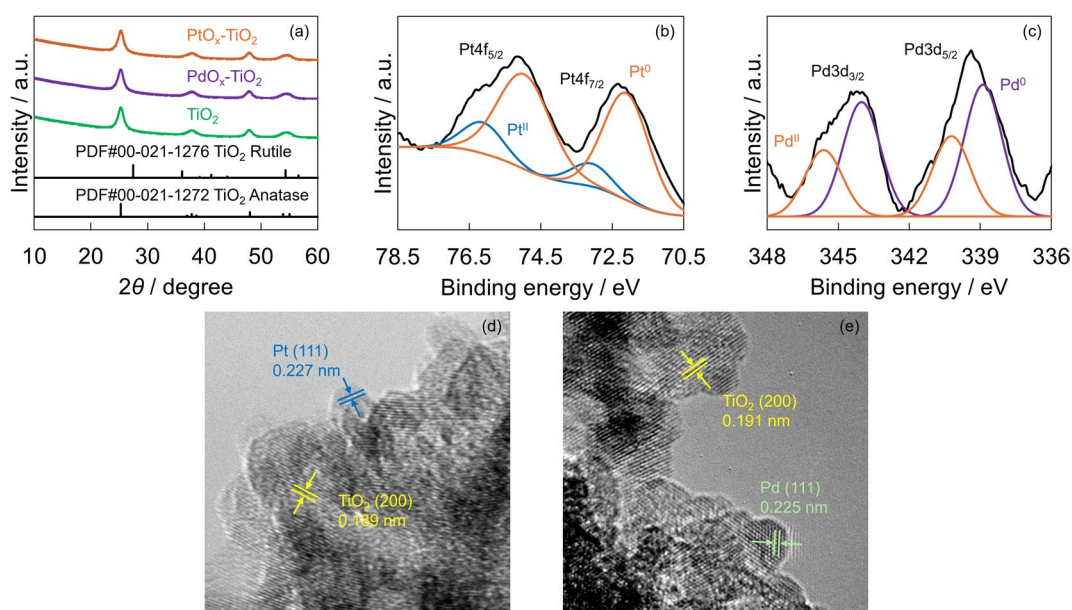 (a)
PtOₓ-TiO₂
PdOₓ-TiO₂
TiO₂
PDF#00-021-1276 TiO₂ Rutile
PDF#00-021-1272 TiO₂ Anatase
Intensity / a.u.
10 20 30 40 50 60
2θ / degree
(b)
Pt4f₅/₂
Pt4f₇/₂
Pt⁰
Ptᴵᴵ
Intensity / a.u.
78.5 76.5 74.5 72.5 70.5
Binding energy / eV
(c)
Pd3d₅/₂
Pd3d₃/₂
Pd⁰
Pdᴵᴵ
Intensity / a.u.
348 345 342 339 336
Binding energy / eV
(d)
Pt (111)
0.227 nm
TiO₂ (200)
0.189 nm
(e)
TiO₂ (200)
0.191 nm
Pd (111)
0.225 nm